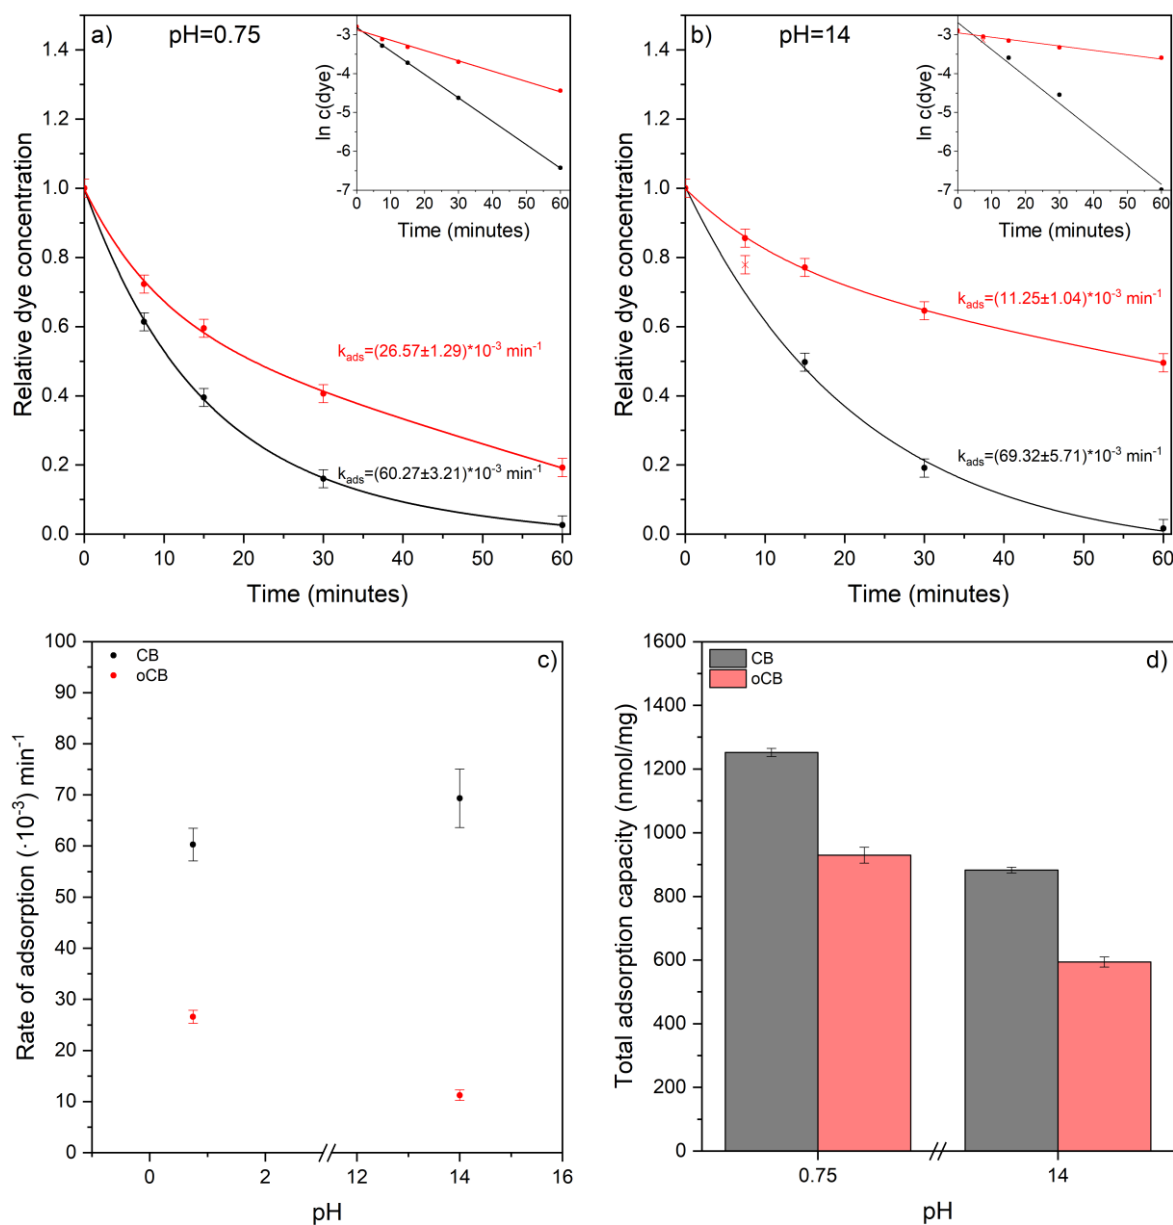 a)
pH=0.75
Relative dye concentration
1.4
1.2
1.0
0.8
0.6
0.4
0.2
0.0
0 10 20 30 40 50 60
Time (minutes)
ln c(dye)
-3
-4
-5
-6
-7
0 10 20 30 40 50 60
Time (minutes)
k_ads=(26.57±1.29)*10⁻³ min⁻¹
k_ads=(60.27±3.21)*10⁻³ min⁻¹
b)
pH=14
Relative dye concentration
1.4
1.2
1.0
0.8
0.6
0.4
0.2
0.0
0 10 20 30 40 50 60
Time (minutes)
ln c(dye)
-3
-4
-5
-6
-7
0 10 20 30 40 50 60
Time (minutes)
k_ads=(11.25±1.04)*10⁻³ min⁻¹
k_ads=(69.32±5.71)*10⁻³ min⁻¹
c)
CB
oCB
Rate of adsorption (·10⁻³) min⁻¹
100
90
80
70
60
50
40
30
20
10
0
0 2 12 14 16
pH
d)
CB
oCB
Total adsorption capacity (nmol/mg)
1600
1400
1200
1000
800
600
400
200
0
0.75 14
pH